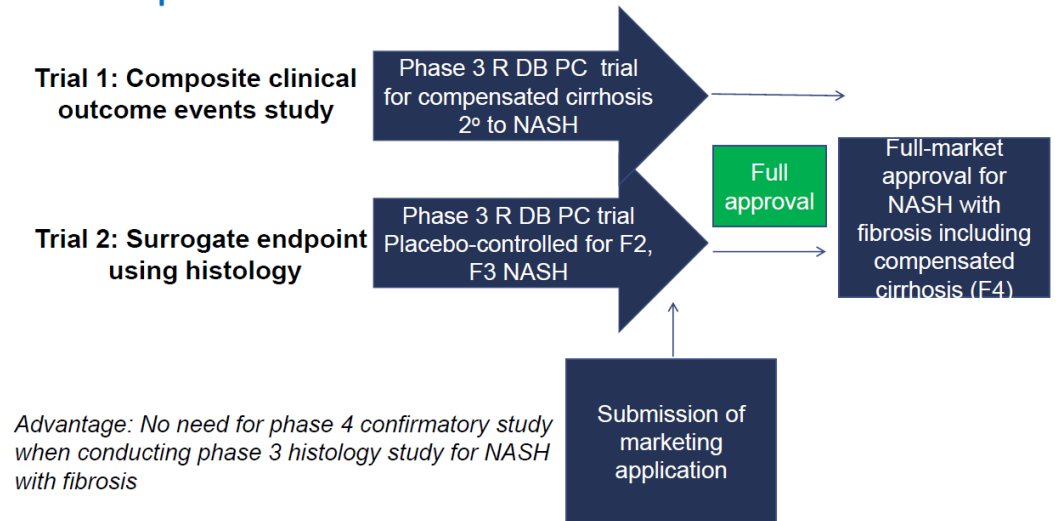 Trial 1: Composite clinical
outcome events study
Phase 3 R DB PC trial
for compensated cirrhosis
2º to NASH
Full
approval
Full-market
approval for
NASH with
fibrosis including
compensated
cirrhosis (F4)
Trial 2: Surrogate endpoint
using histology
Phase 3 R DB PC trial
Placebo-controlled for F2,
F3 NASH
Submission of
marketing
application
Advantage: No need for phase 4 confirmatory study
when conducting phase 3 histology study for NASH
with fibrosis